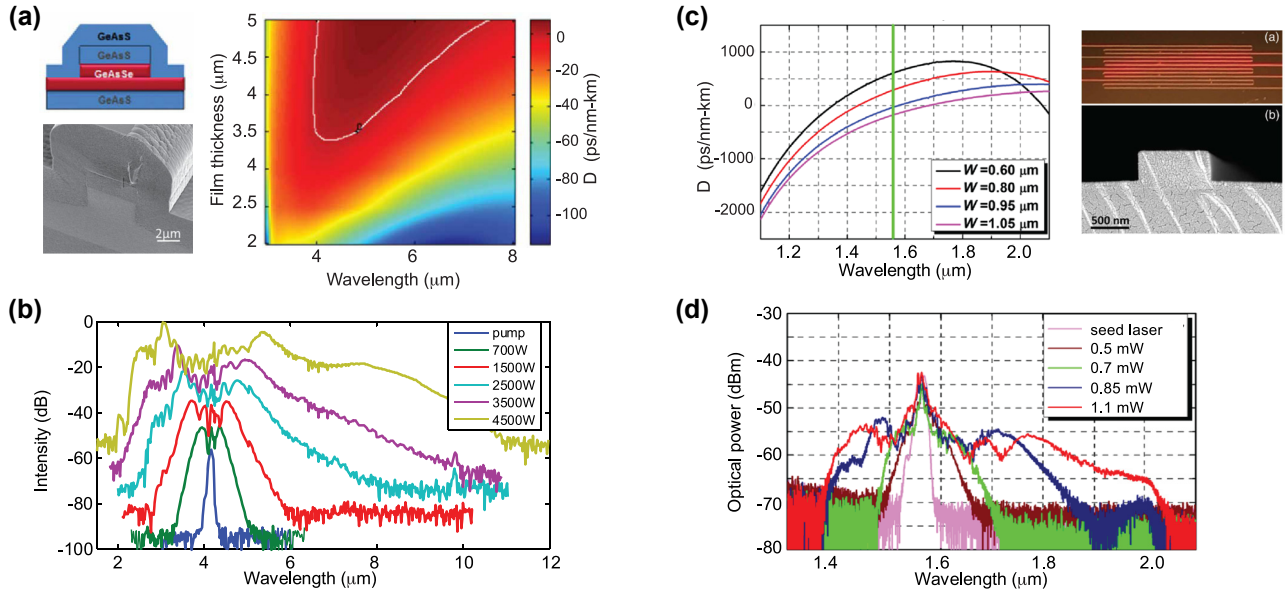 (a)
GeAsS
GeAsS
GeAsSe
GeAsS
2μm
Film thickness (μm)
5
4.5
4
3.5
3
2.5
2
4
6
8
Wavelength (μm)
0
0
-20
-40
-60
-80
-100
D (ps/nm-km)
(b)
Intensity (dB)
0
-20
-40
-60
-80
-100
2
4
6
8
10
12
Wavelength (μm)
pump
700W
1500W
2500W
3500W
4500W
(c)
D (ps/nm-km)
1000
0
-1000
-2000
1.2
1.4
1.6
1.8
2.0
Wavelength (μm)
W=0.60 μm
W=0.80 μm
W=0.95 μm
W=1.05 μm
(a)
(b)
500 nm
(d)
Optical power (dBm)
-30
-40
-50
-60
-70
-80
1.4
1.6
1.8
2.0
Wavelength (μm)
seed laser
0.5 mW
0.7 mW
0.85 mW
1.1 mW